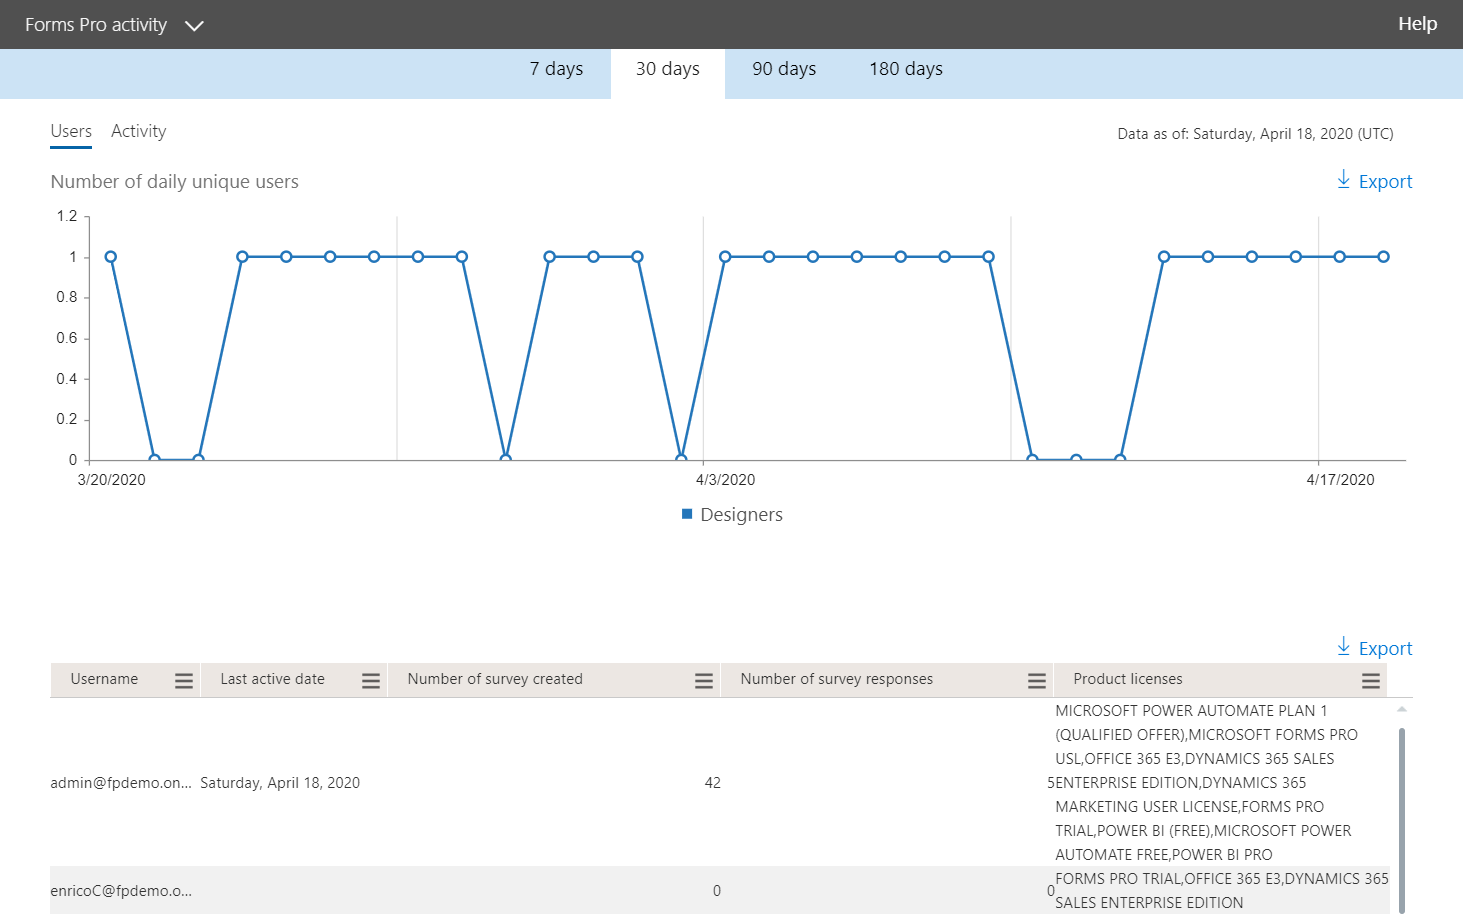 Forms Pro activity
Help
7 days 30 days 90 days 180 days
Users Activity
Data as of: Saturday, April 18, 2020 (UTC)
Number of daily unique users
Export
1.2
1
0.8
0.6
0.4
0.2
0
3/20/2020 4/3/2020 4/17/2020
Designers
Export
Username Last active date Number of survey created Number of survey responses Product licenses
MICROSOFT POWER AUTOMATE PLAN 1
(QUALIFIED OFFER),MICROSOFT FORMS PRO
USL,OFFICE 365 E3,DYNAMICS 365 SALES
admin@fpdemo.on... Saturday, April 18, 2020 42 5 ENTERPRISE EDITION,DYNAMICS 365
MARKETING USER LICENSE,FORMS PRO
TRIAL,POWER BI (FREE),MICROSOFT POWER
AUTOMATE FREE,POWER BI PRO
enricoC@fpdemo.o... 0 0 FORMS PRO TRIAL,OFFICE 365 E3,DYNAMICS 365
SALES ENTERPRISE EDITION